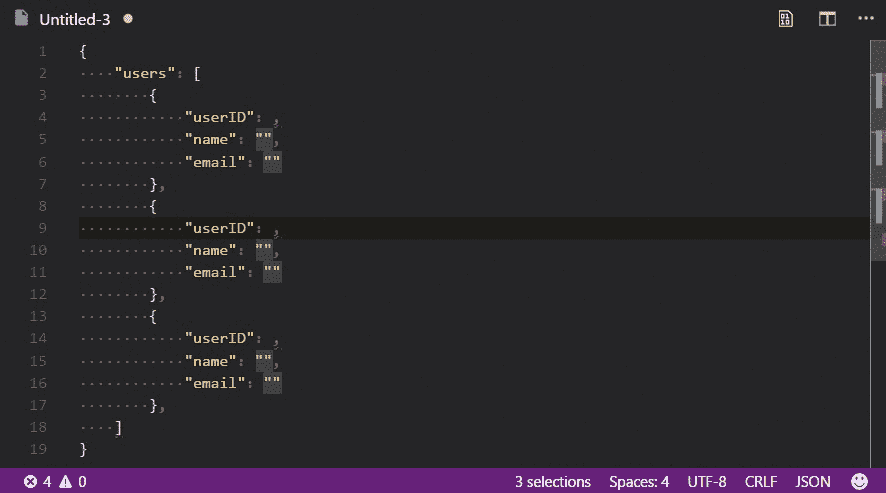 Untitled-3
1 {
2 ····"users": [
3 ········{
4 ············"userID": ,
5 ············"name": "",
6 ············"email": ""
7 ········},
8 ········{
9 ············"userID": ,
10 ············"name": "",
11 ············"email": ""
12 ········},
13 ········{
14 ············"userID": ,
15 ············"name": "",
16 ············"email": ""
17 ········},
18 ····]
19 }
4 0 3 selections Spaces: 4 UTF-8 CRLF JSON